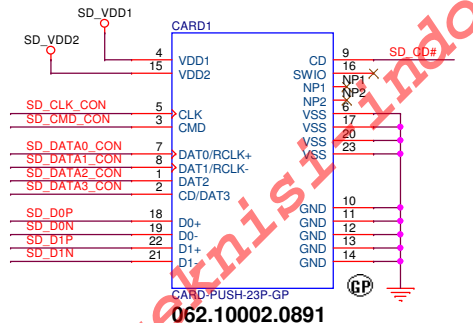 SD_VDD1
SD_VDD2
CARD1
4 VDD1 CD 9 SD_CD#
15 VDD2 SWIO 16
NP1 NP1
NP2 NP2
SD_CLK_CON 5 CLK VSS 6
SD_CMD_CON 3 CMD VSS 17
VSS 20
SD_DATA0_CON 7 DAT0/RCLK+ VSS 23
SD_DATA1_CON 8 DAT1/RCLK-
SD_DATA2_CON 1 DAT2
SD_DATA3_CON 2 CD/DAT3
GND 10
SD_D0P 18 D0+ GND 11
SD_D0N 19 D0- GND 12
SD_D1P 22 D1+ GND 13
SD_D1N 21 D1- GND 14
GP
CARD-PUSH-23P-GP
062.10002.0891
teknisi-indo